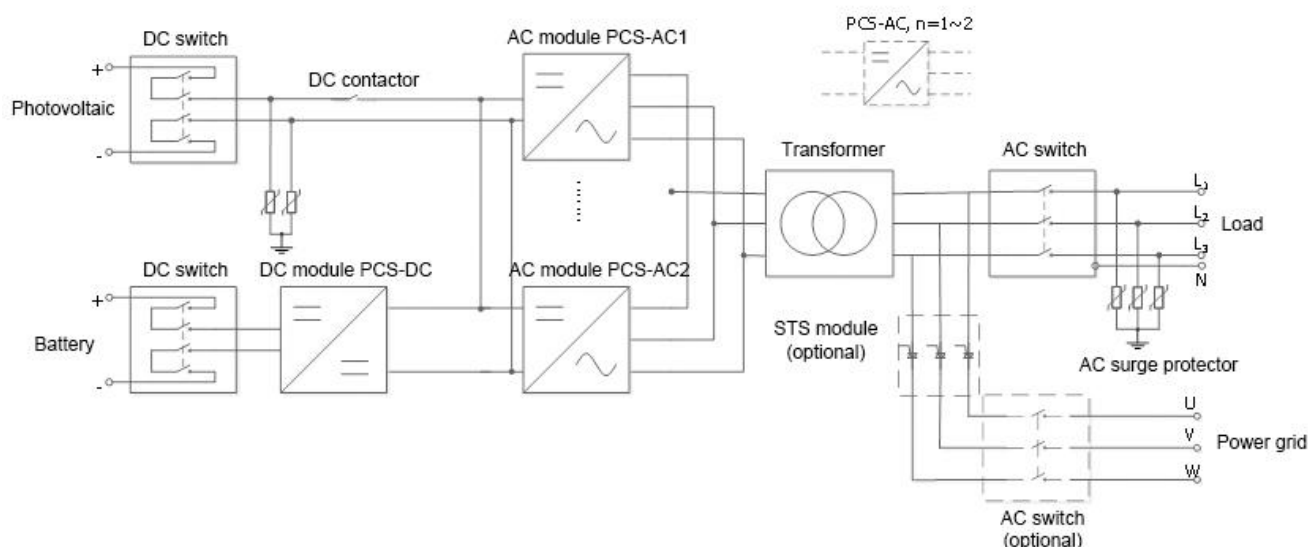 DC switch
AC module PCS-AC1
PCS-AC, n=1~2
+
DC contactor
Photovoltaic
-
Transformer
AC switch
L1
L2
Load
L3
N
DC switch
DC module PCS-DC
AC module PCS-AC2
+
Battery
-
STS module
(optional)
AC surge protector
U
V
Power grid
W
AC switch
(optional)